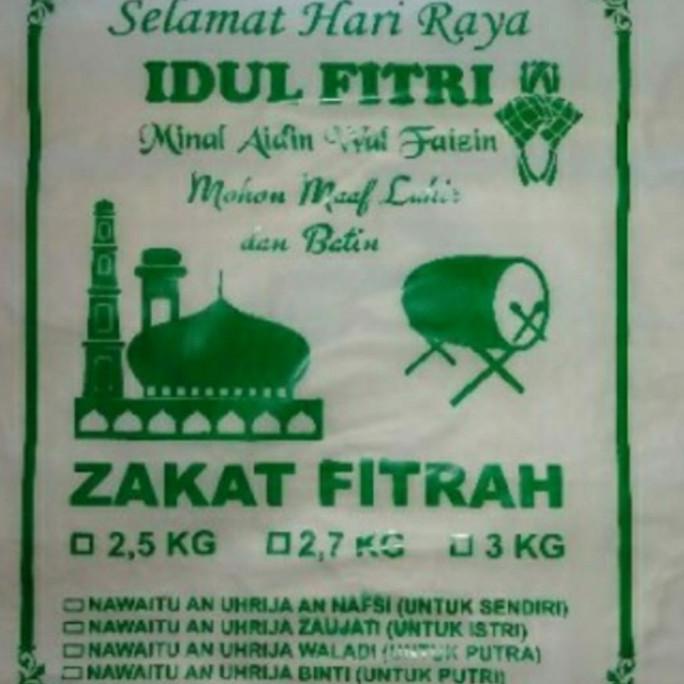 Selamat Hari Raya
IDUL FITRI
Minal Aidin Wal Faizin
Mohon Maaf Lahir
dan Batin
ZAKAT FITRAH
2,5 KG 2,7 KG 3 KG
NAWAITU AN UHRIJA AN NAFSI (UNTUK SENDIRI)
NAWAITU AN UHRIJA ZAUJATI (UNTUK ISTRI)
NAWAITU AN UHRIJA WALADI (UNTUK PUTRA)
NAWAITU AN UHRIJA BINTI (UNTUK PUTRI)